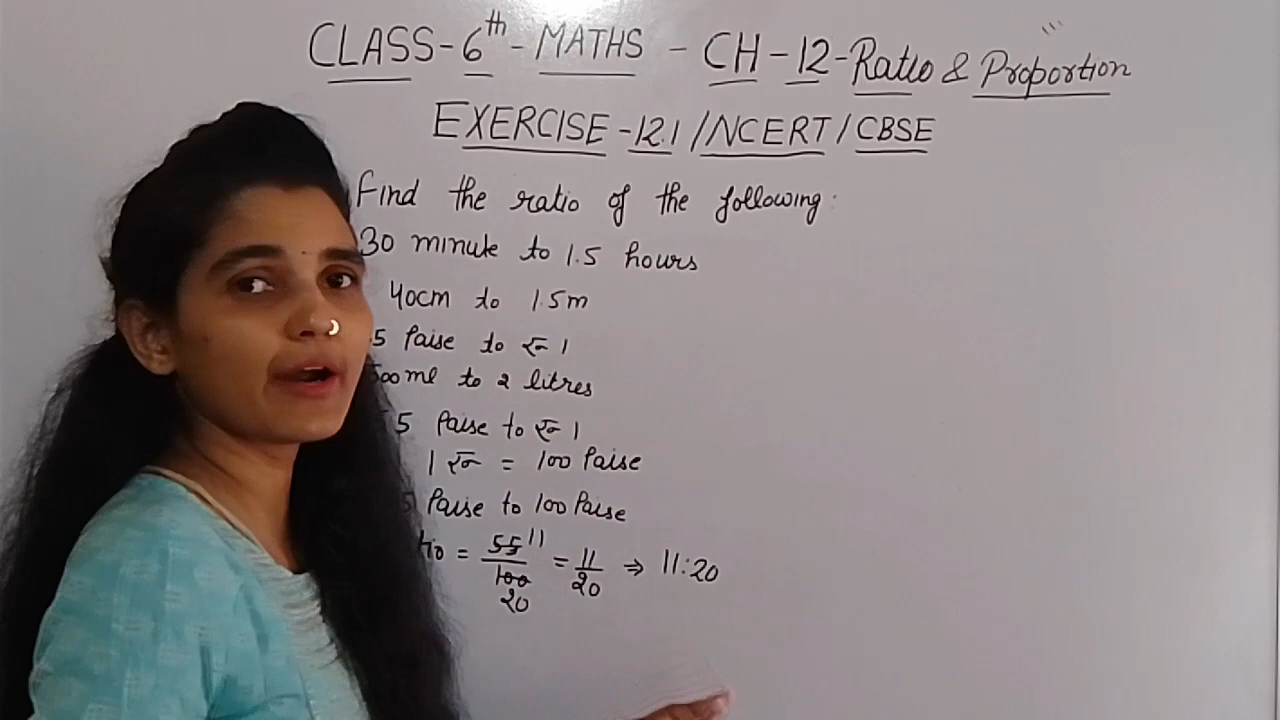 CLASS-6th-MATHS - CH-12-Ratio & Proportion
EXERCISE-12.1/NCERT/CBSE
Find the ratio of the following:
30 minute to 1.5 hours
40cm to 1.5m
5 Paise to रू 1
500ml to 2 litres
5 Paise to रू 1
1 रू = 100 Paise
Paise to 100 Paise
= 55 11 / 100 20 = 11/20 ⇒ 11:20